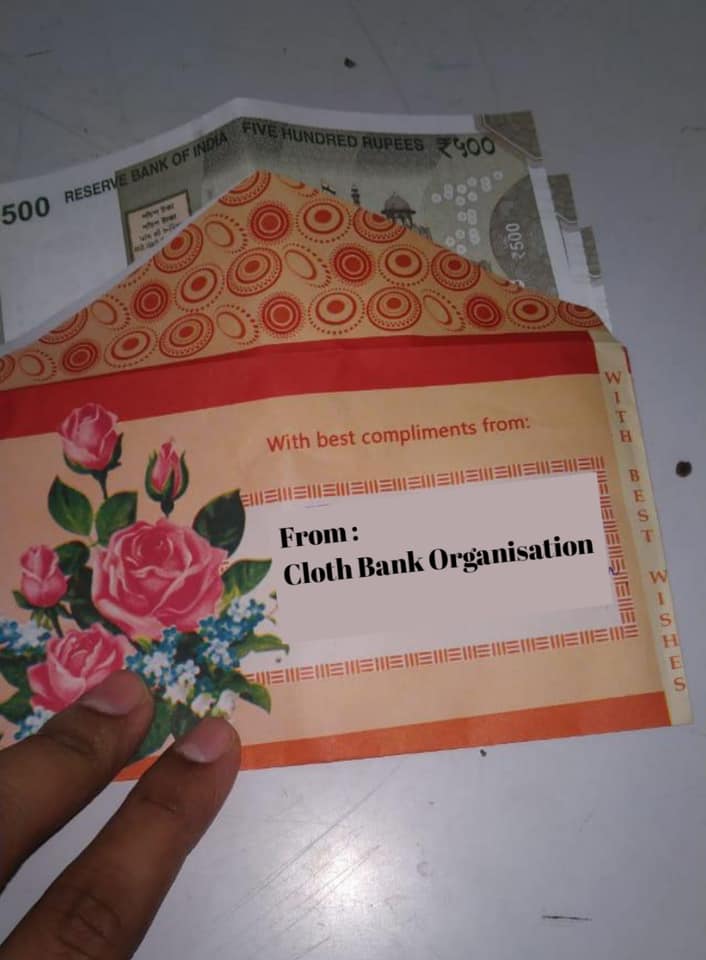 500 RESERVE BANK OF INDIA FIVE HUNDRED RUPEES ₹५00
₹500
With best compliments from:
From :
Cloth Bank Organisation
WITH BEST WISHES